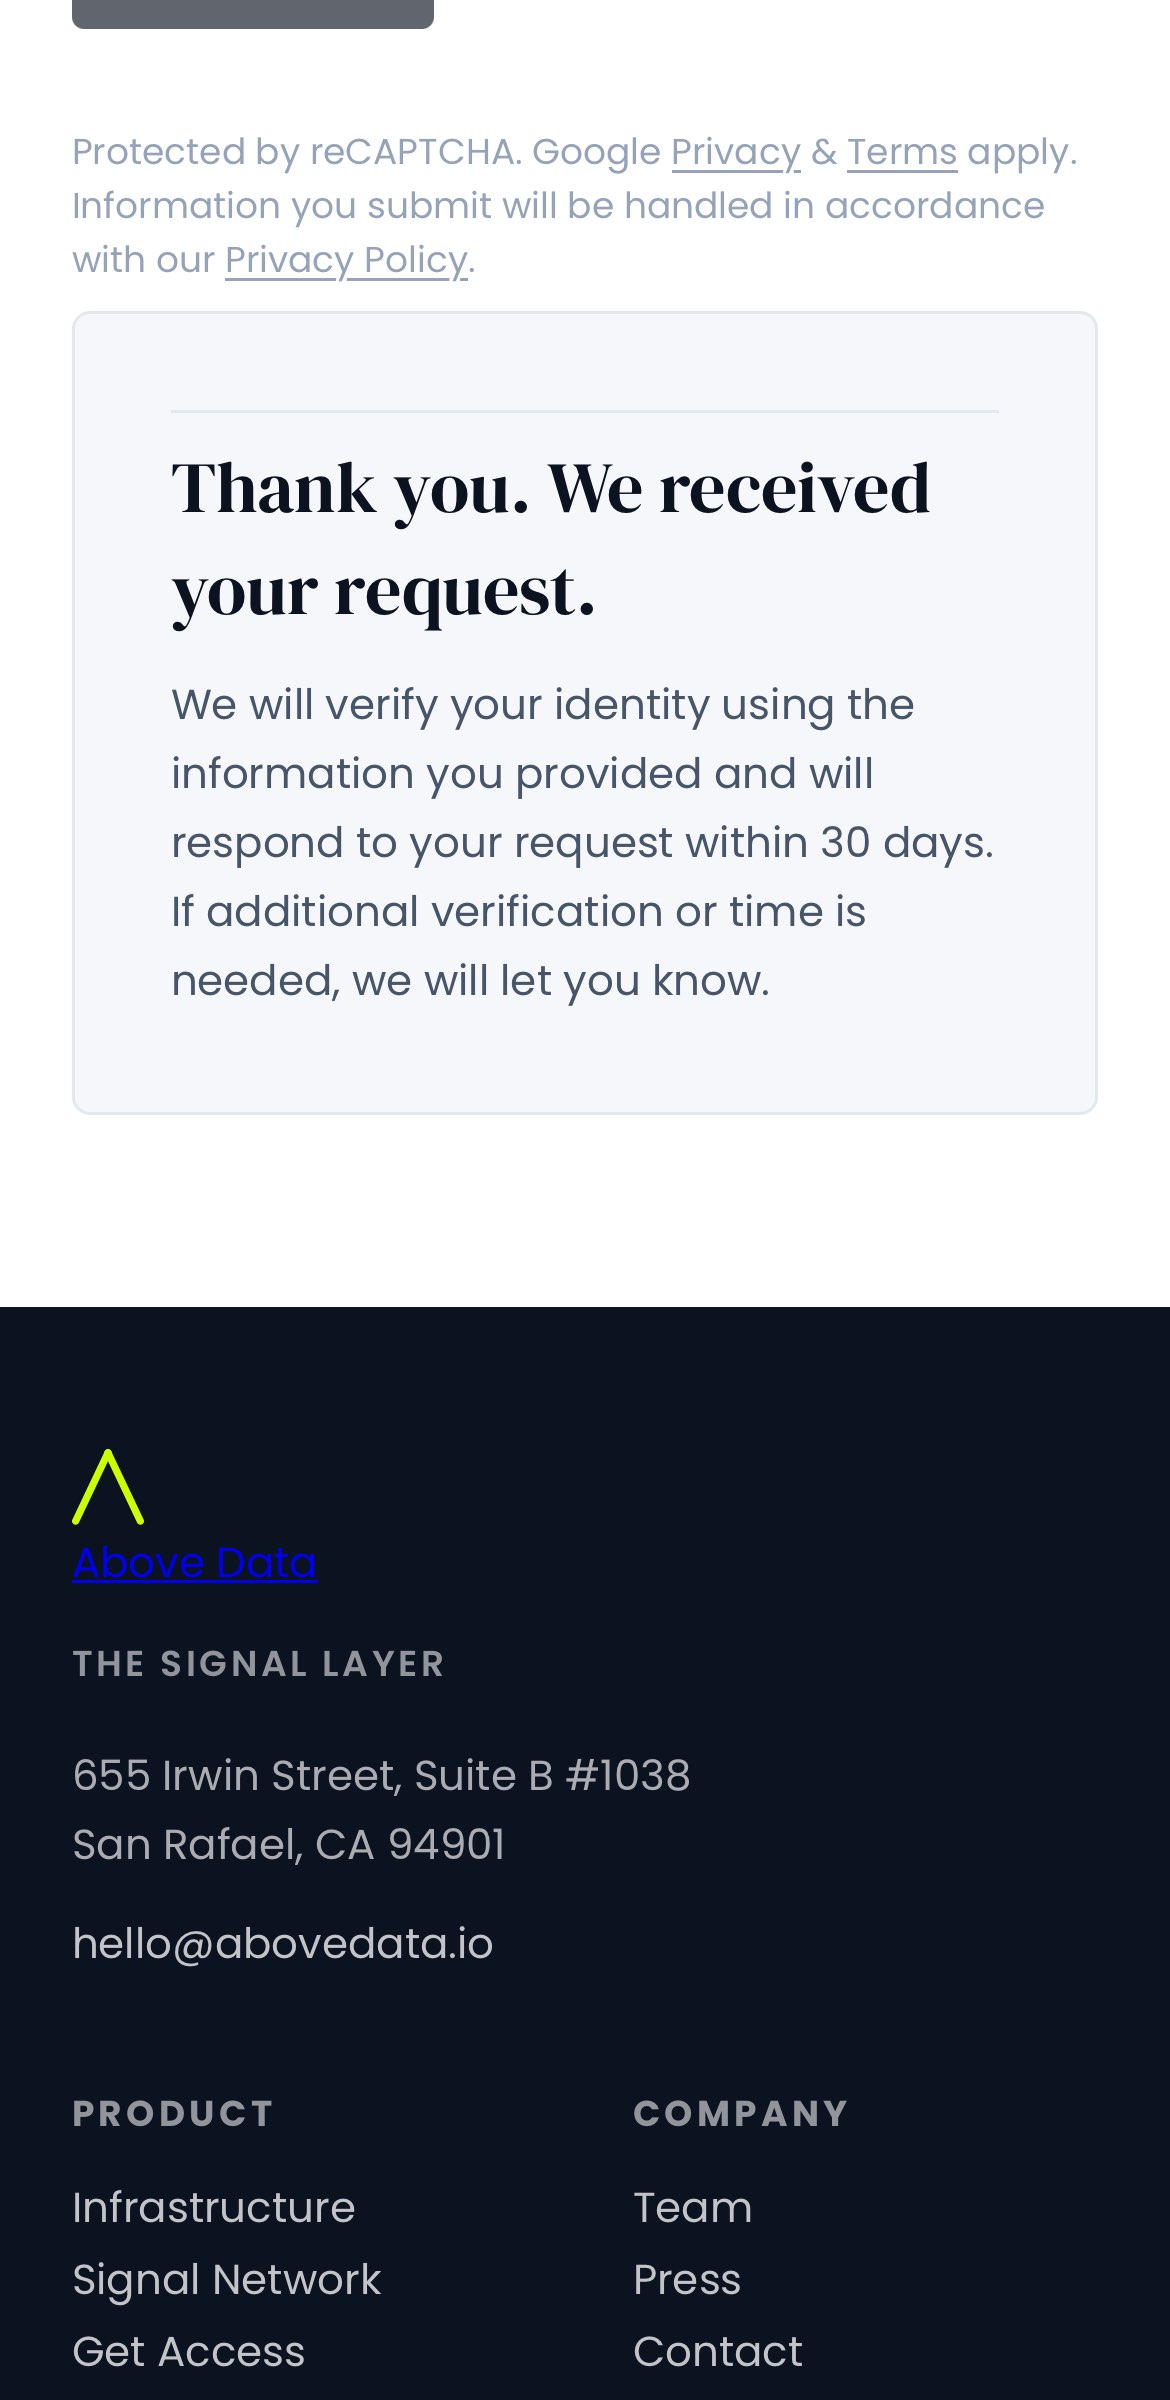 Protected by reCAPTCHA. Google Privacy & Terms apply.
Information you submit will be handled in accordance
with our Privacy Policy.
Thank you. We received
your request.
We will verify your identity using the
information you provided and will
respond to your request within 30 days.
If additional verification or time is
needed, we will let you know.
Above Data
THE SIGNAL LAYER
655 Irwin Street, Suite B #1038
San Rafael, CA 94901
hello@abovedata.io
PRODUCT
Infrastructure
Signal Network
Get Access
COMPANY
Team
Press
Contact